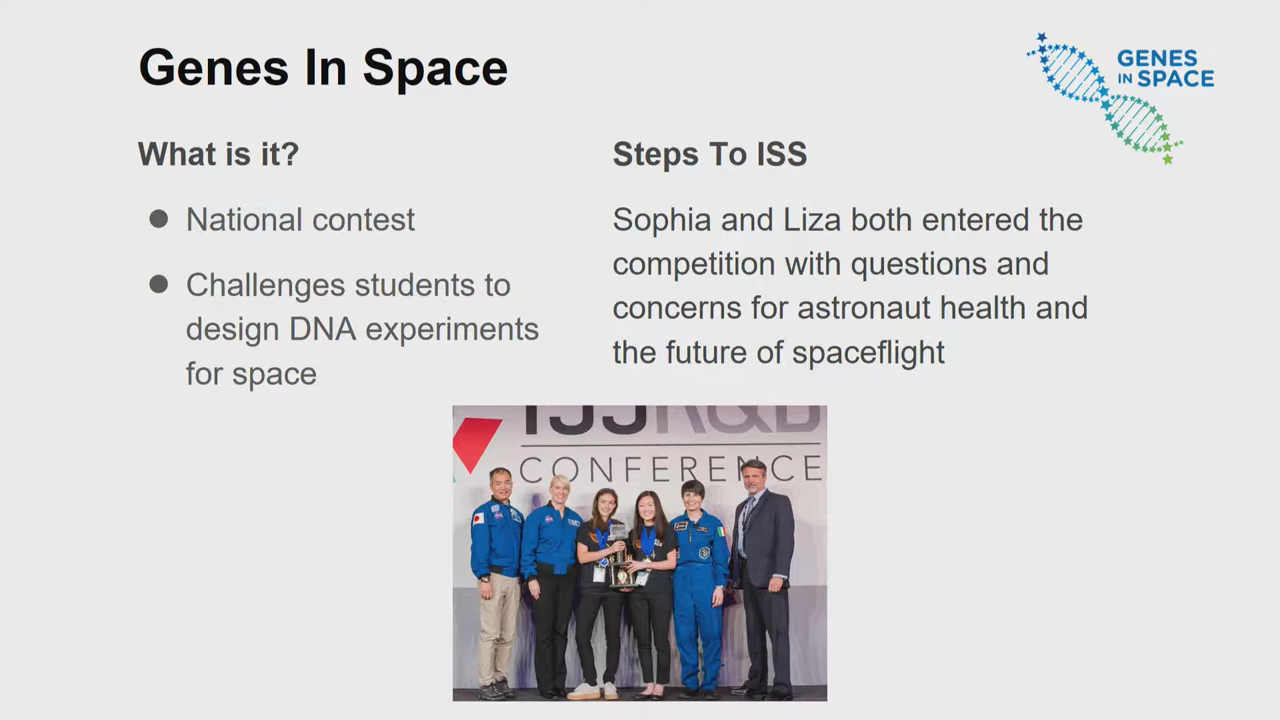 Genes In Space
GENES
IN SPACE
What is it?
● National contest
● Challenges students to
design DNA experiments
for space
Steps To ISS
Sophia and Liza both entered the
competition with questions and
concerns for astronaut health and
the future of spaceflight
ISSR&D
CONFERENCE